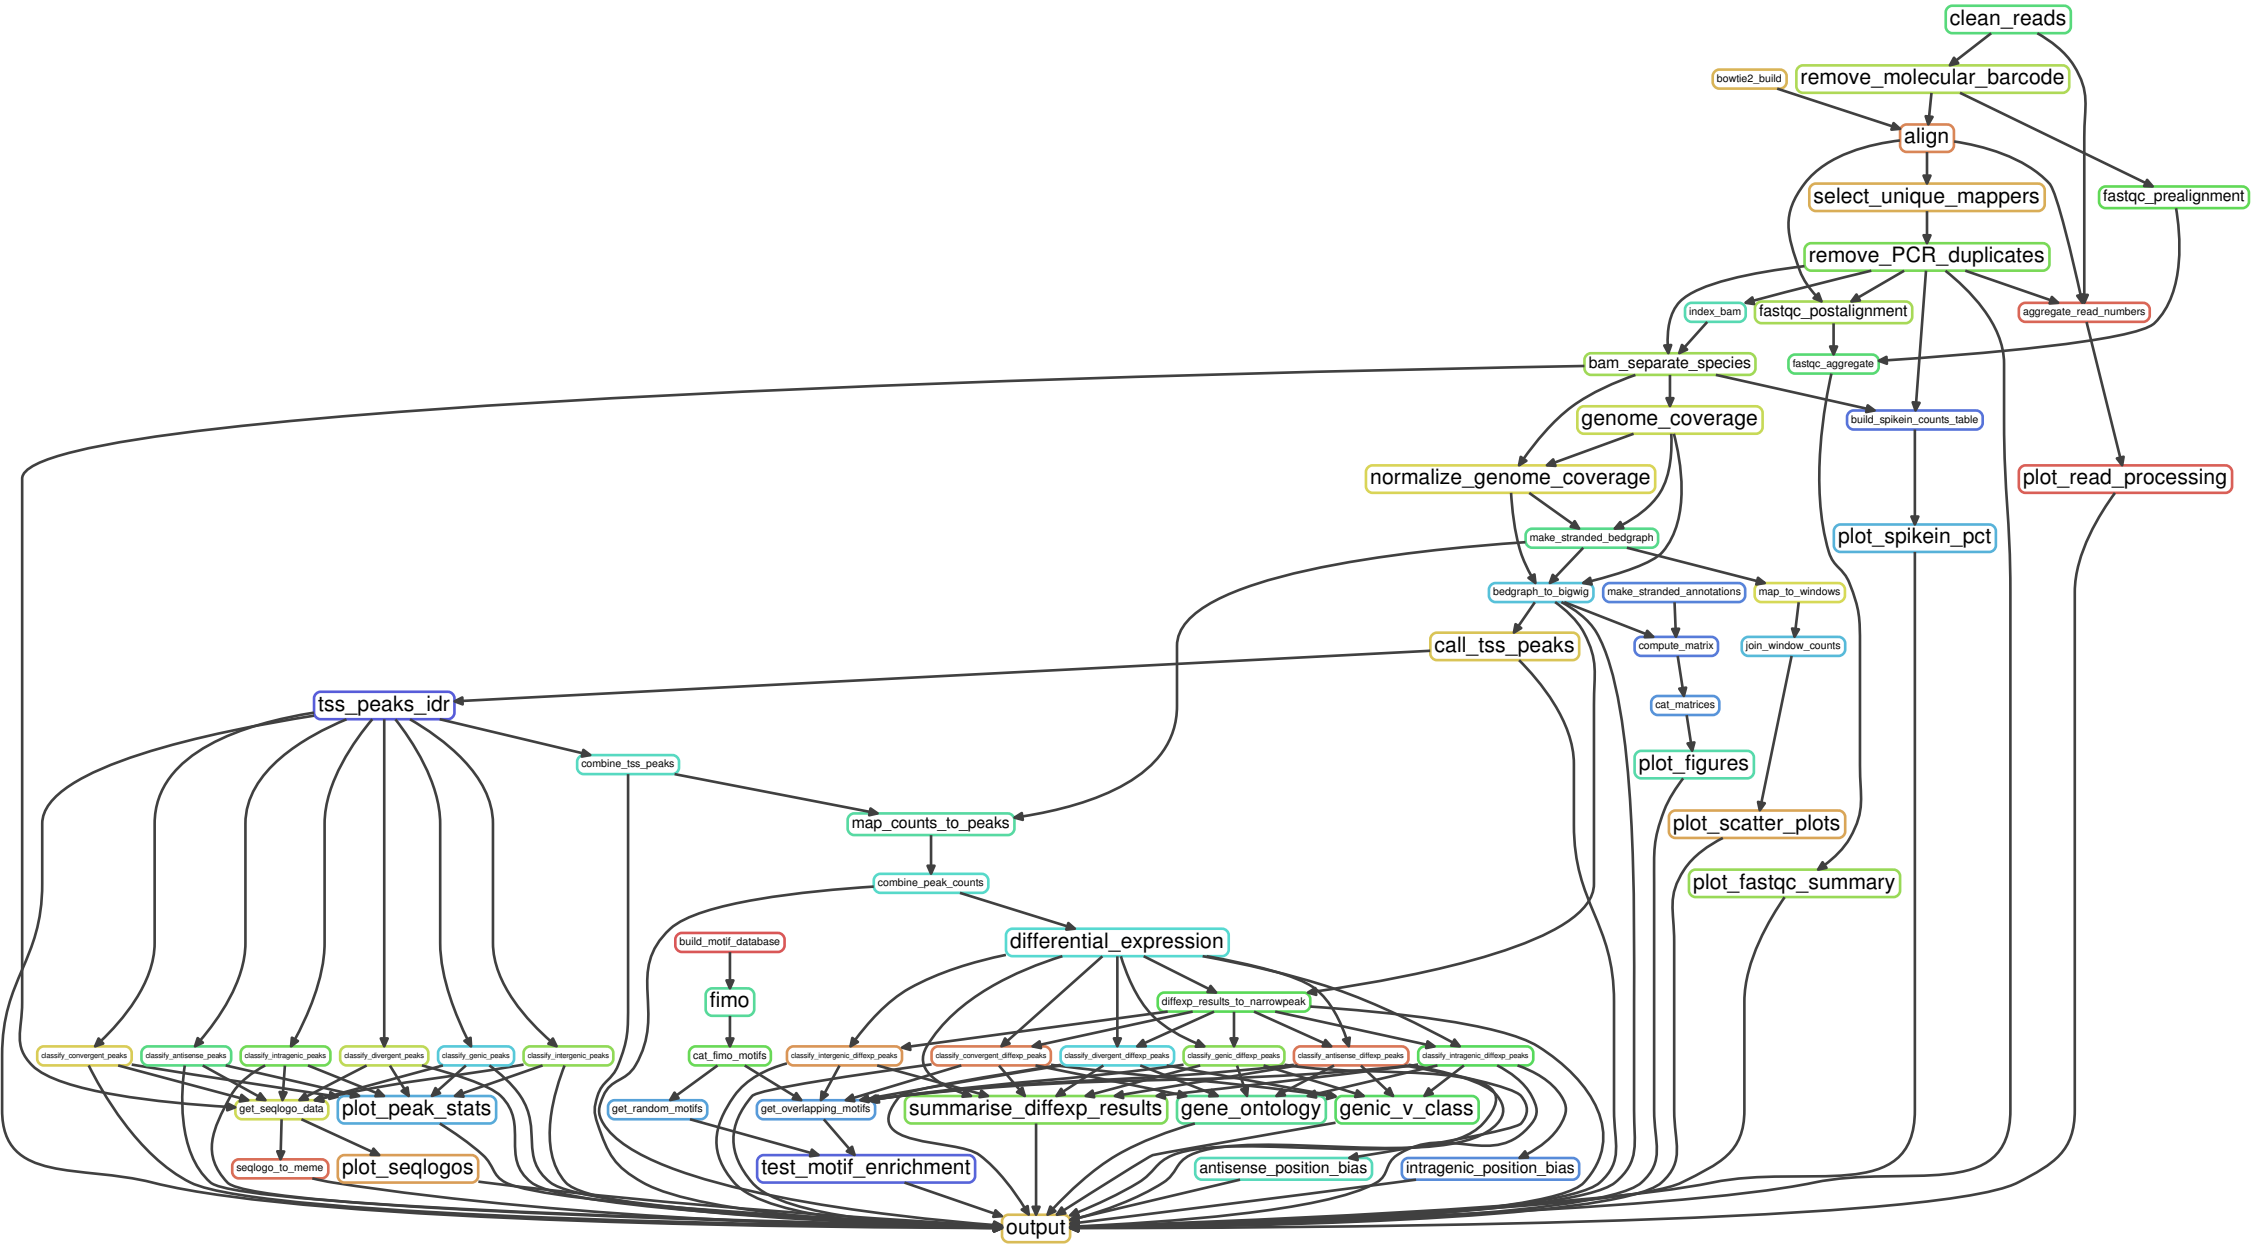 clean_reads
bowtie2_build
remove_molecular_barcode
align
select_unique_mappers
fastqc_prealignment
remove_PCR_duplicates
index_bam
fastqc_postalignment
aggregate_read_numbers
bam_separate_species
fastqc_aggregate
genome_coverage
build_spikein_counts_table
normalize_genome_coverage
plot_read_processing
make_stranded_bedgraph
plot_spikein_pct
bedgraph_to_bigwig
make_stranded_annotations
map_to_windows
call_tss_peaks
compute_matrix
join_window_counts
tss_peaks_idr
cat_matrices
combine_tss_peaks
plot_figures
map_counts_to_peaks
plot_scatter_plots
combine_peak_counts
plot_fastqc_summary
build_motif_database
differential_expression
fimo
diffexp_results_to_narrowpeak
classify_convergent_peaks
classify_antisense_peaks
classify_intragenic_peaks
classify_divergent_peaks
classify_genic_peaks
classify_intergenic_peaks
cat_fimo_motifs
classify_intergenic_diffexp_peaks
classify_convergent_diffexp_peaks
classify_divergent_diffexp_peaks
classify_genic_diffexp_peaks
classify_antisense_diffexp_peaks
classify_intragenic_diffexp_peaks
get_seqlogo_data
plot_peak_stats
get_random_motifs
get_overlapping_motifs
summarise_diffexp_results
gene_ontology
genic_v_class
seqlogo_to_meme
plot_seqlogos
test_motif_enrichment
antisense_position_bias
intragenic_position_bias
output